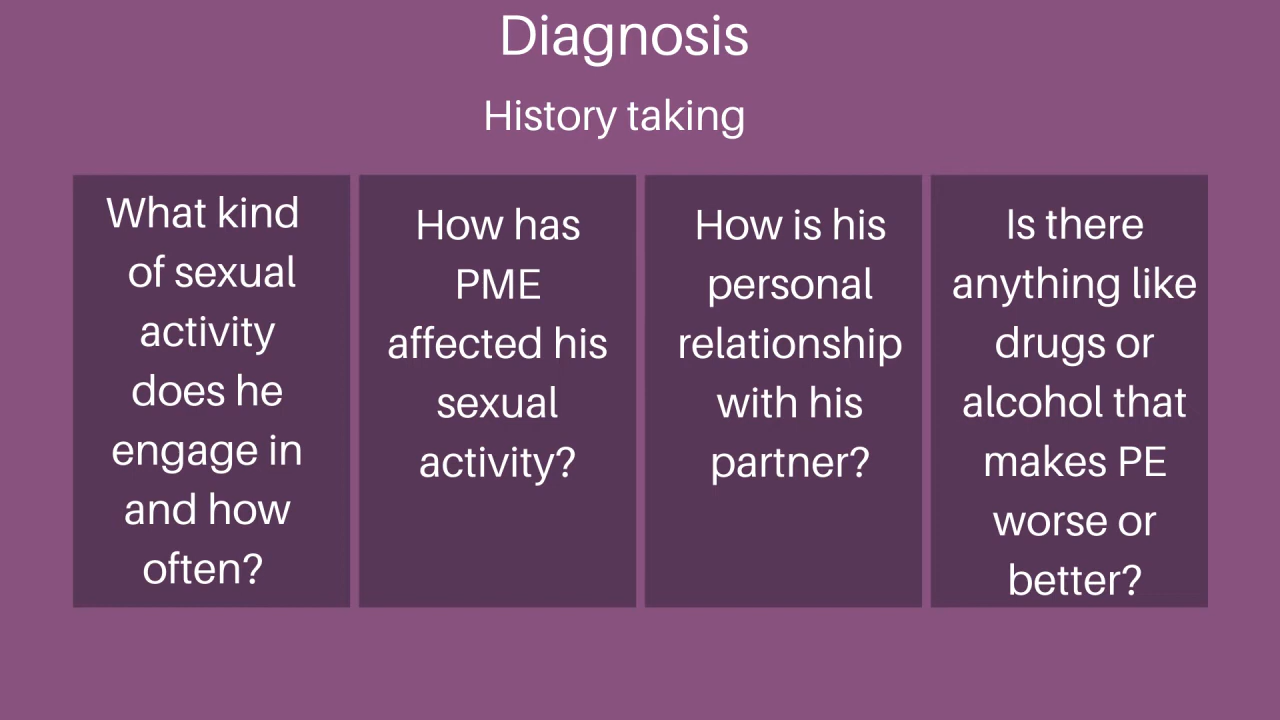 Diagnosis
History taking
What kind
of sexual
activity
does he
engage in
and how
often?
How has
PME
affected his
sexual
activity?
How is his
personal
relationship
with his
partner?
Is there
anything like
drugs or
alcohol that
makes PE
worse or
better?